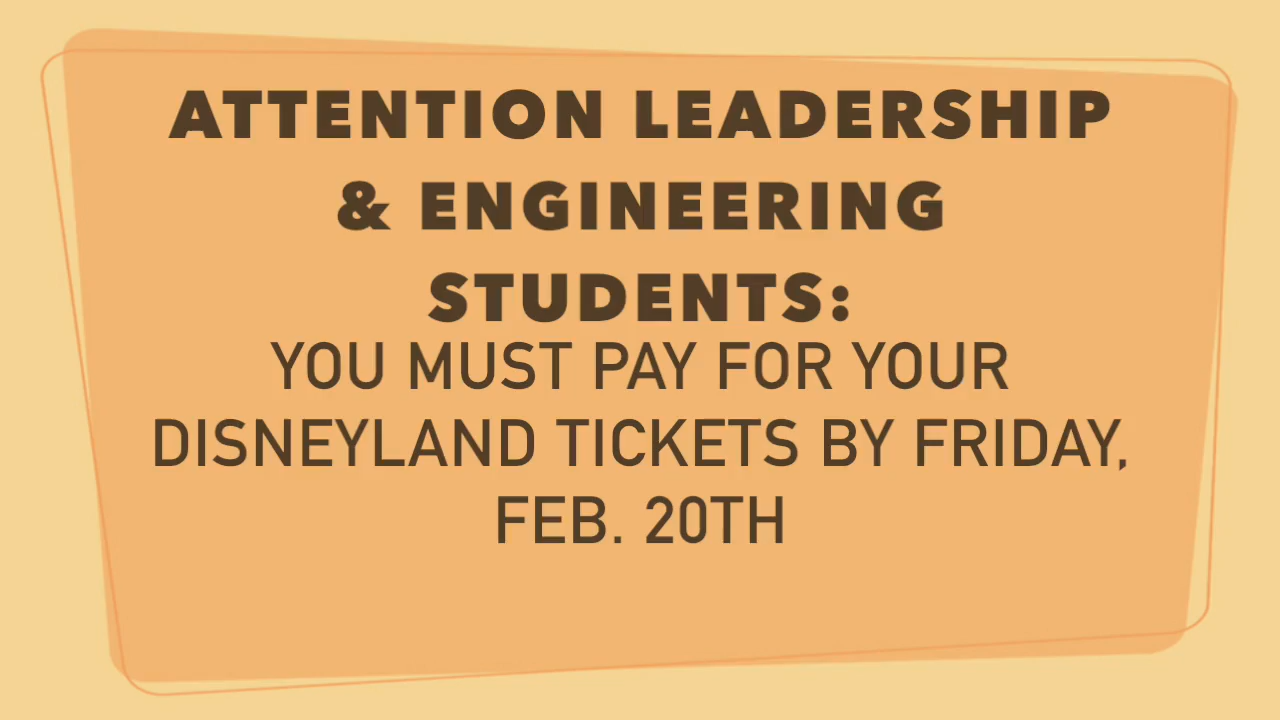 ATTENTION LEADERSHIP
& ENGINEERING
STUDENTS:
YOU MUST PAY FOR YOUR
DISNEYLAND TICKETS BY FRIDAY,
FEB. 20TH